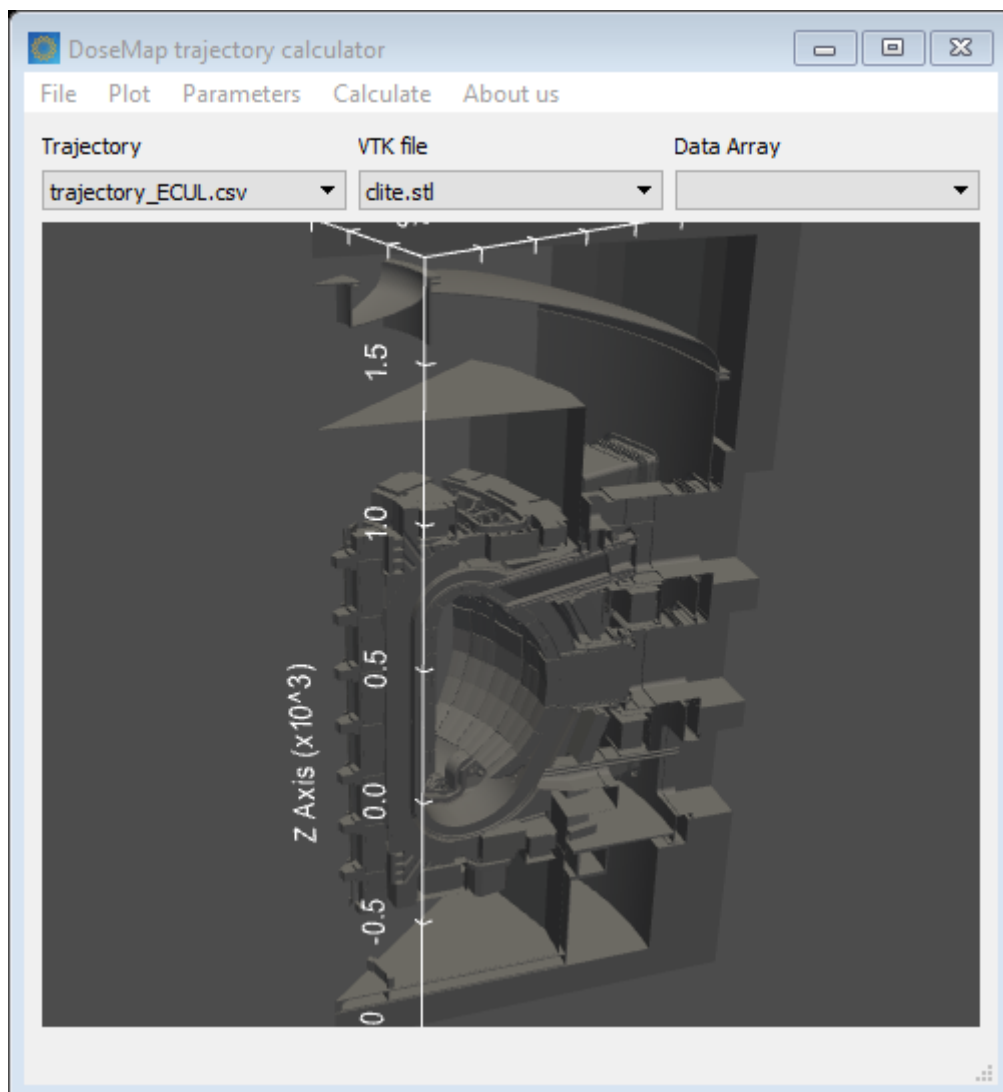 DoseMap trajectory calculator
File Plot Parameters Calculate About us
Trajectory VTK file Data Array
trajectory_ECUL.csv clite.stl
1.5
1.0
0.5
Z Axis (x10^3)
0.0
-0.5